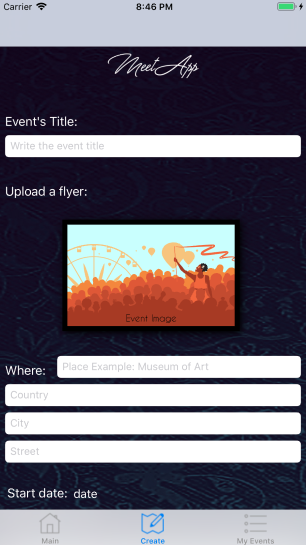 Carrier 8:46 PM
MeetApp
Event's Title:
Write the event title
Upload a flyer:
Event Image
Where: Place Example: Museum of Art
Country
City
Street
Start date: date
Main Create My Events